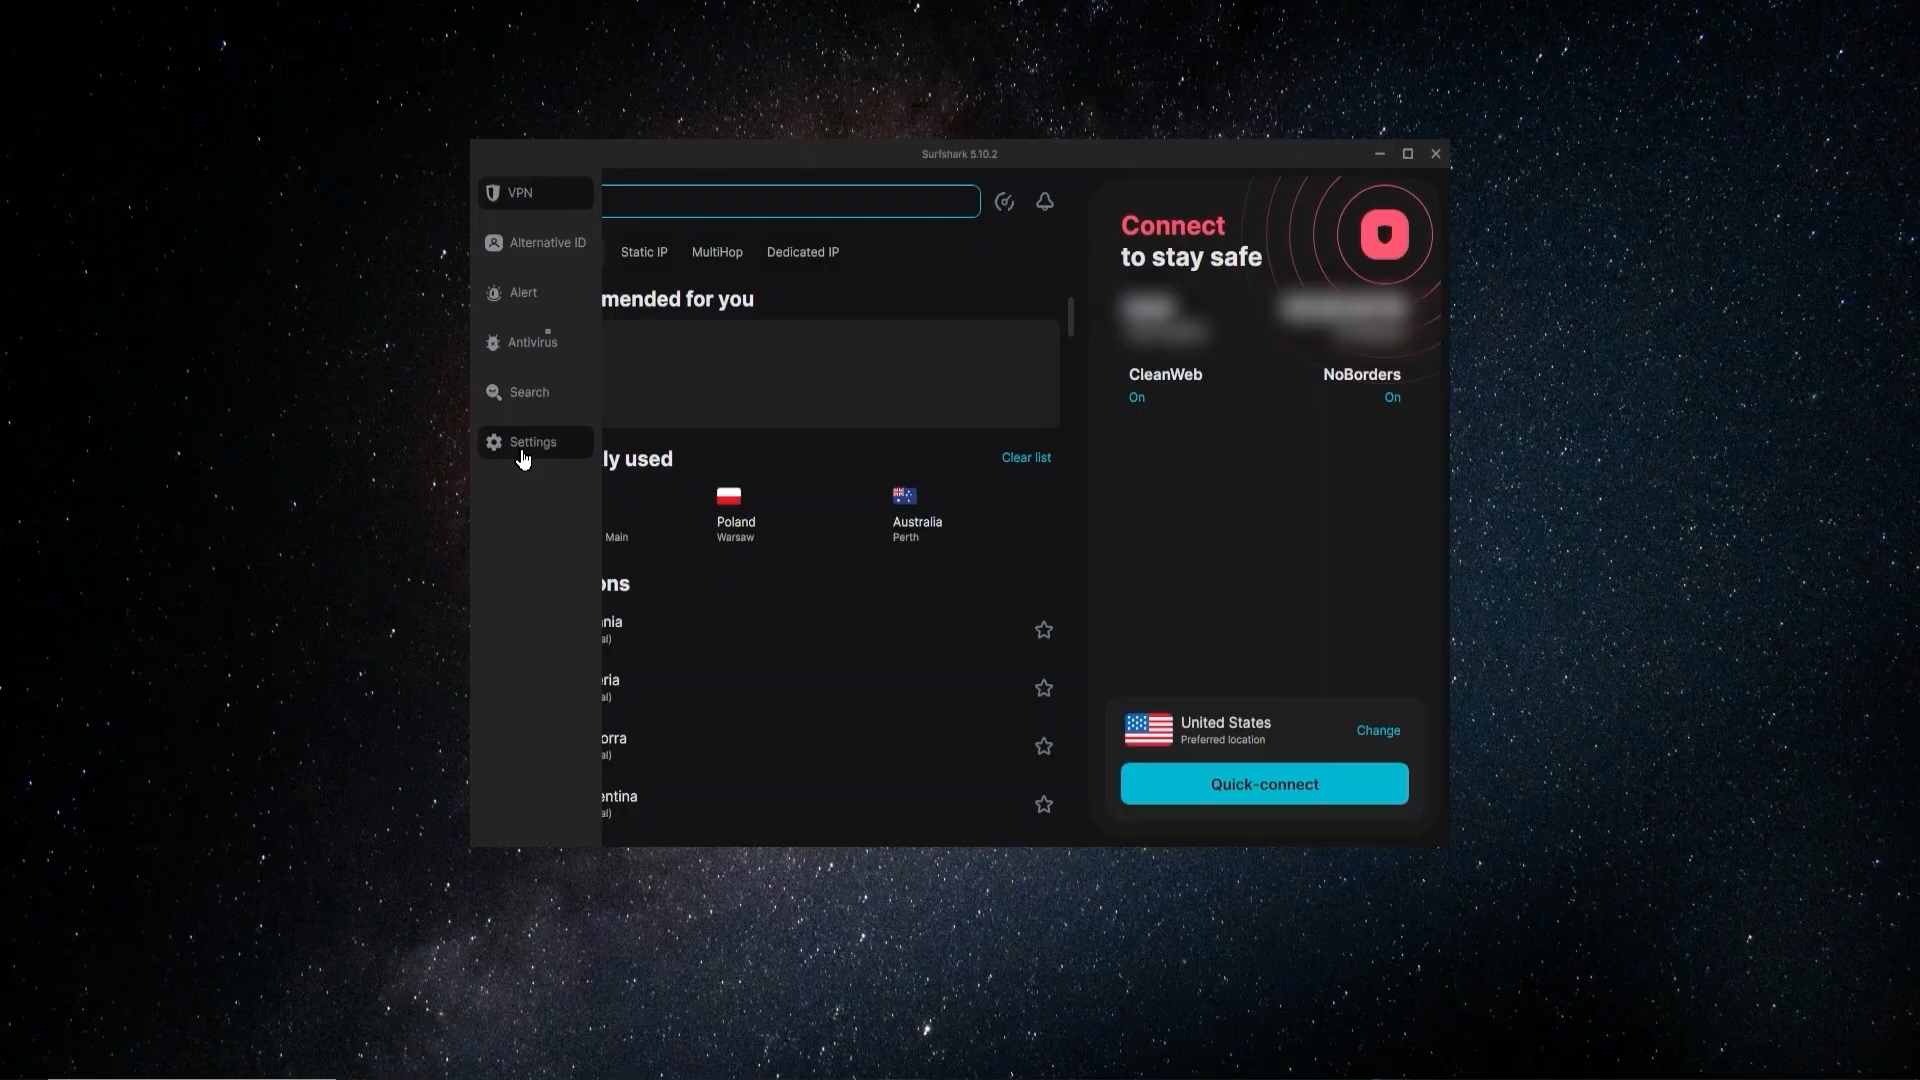 Surfshark 5.10.2
VPN
Alternative ID
Alert
Antivirus
Search
Settings
Static IP
MultiHop
Dedicated IP
mended for you
ly used
Clear list
Main
Poland
Warsaw
Australia
Perth
ons
nia
al)
eria
al)
orra
al)
entina
al)
Connect
to stay safe
CleanWeb
On
NoBorders
On
United States
Preferred location
Change
Quick-connect